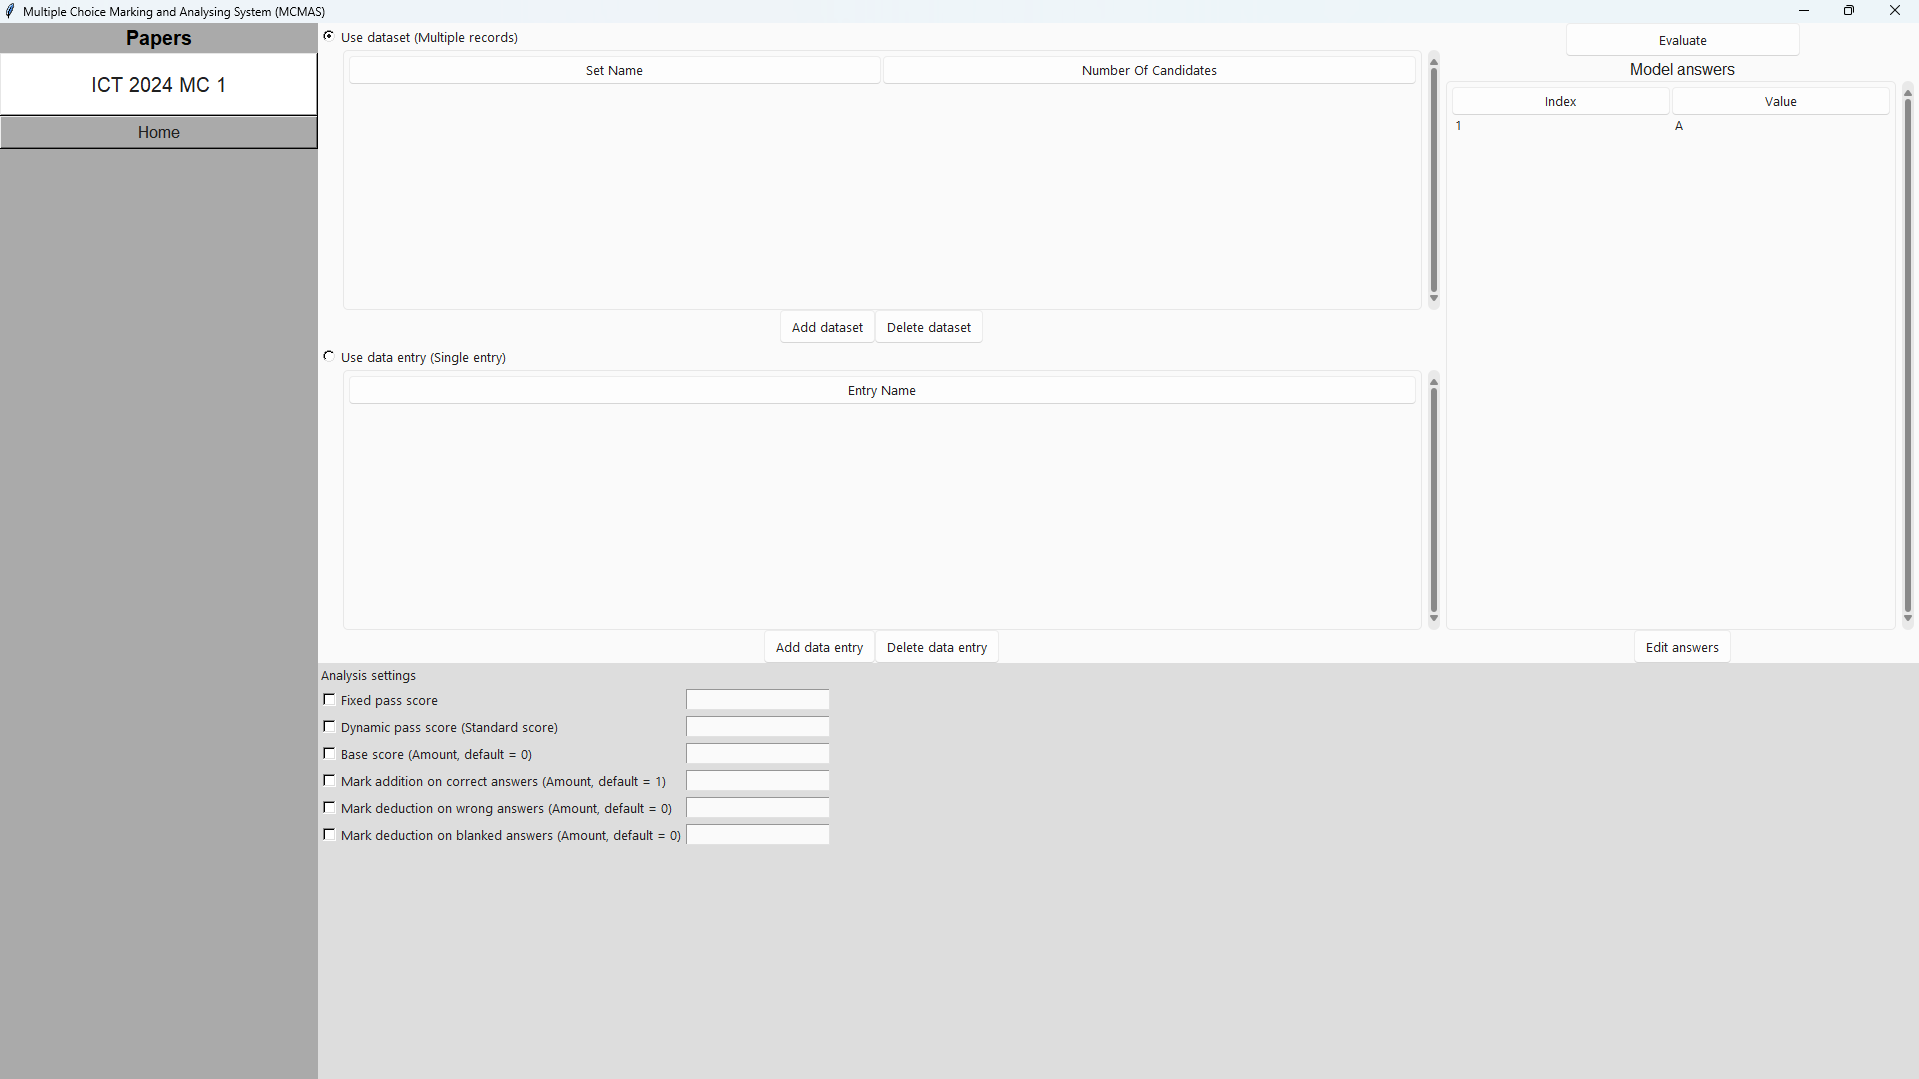 Multiple Choice Marking and Analysing System (MCMAS)
Papers
ICT 2024 MC 1
Home
Use dataset (Multiple records)
Set Name
Number Of Candidates
Add dataset
Delete dataset
Use data entry (Single entry)
Entry Name
Add data entry
Delete data entry
Evaluate
Model answers
Index
Value
1
A
Edit answers
Analysis settings
Fixed pass score
Dynamic pass score (Standard score)
Base score (Amount, default = 0)
Mark addition on correct answers (Amount, default = 1)
Mark deduction on wrong answers (Amount, default = 0)
Mark deduction on blanked answers (Amount, default = 0)